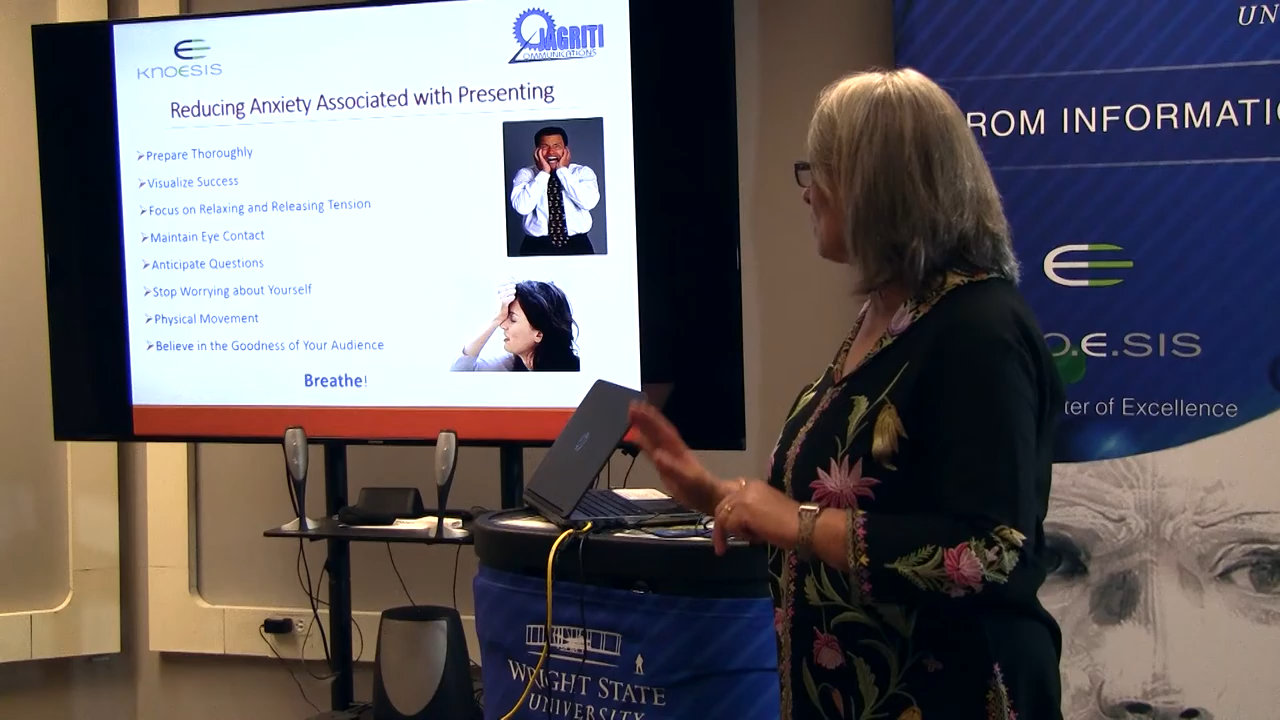 KNOESIS
JAGRITI
COMMUNICATIONS
Reducing Anxiety Associated with Presenting
➢Prepare Thoroughly
➢Visualize Success
➢Focus on Relaxing and Releasing Tension
➢Maintain Eye Contact
➢Anticipate Questions
➢Stop Worrying about Yourself
➢Physical Movement
➢Believe in the Goodness of Your Audience
Breathe!
WRIGHT STATE
UNIVERSITY
UN
ROM INFORMATI
O.E.SIS
ter of Excellence